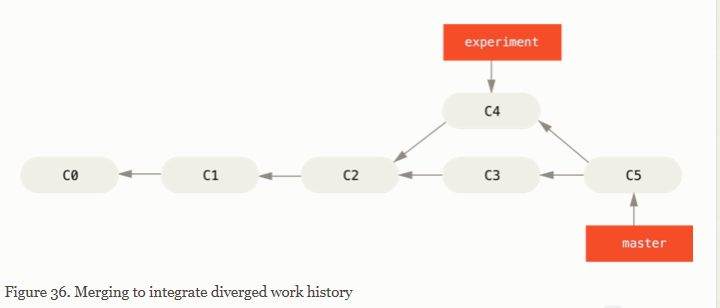 experiment
C4
C0 C1 C2 C3 C5
master
Figure 36. Merging to integrate diverged work history